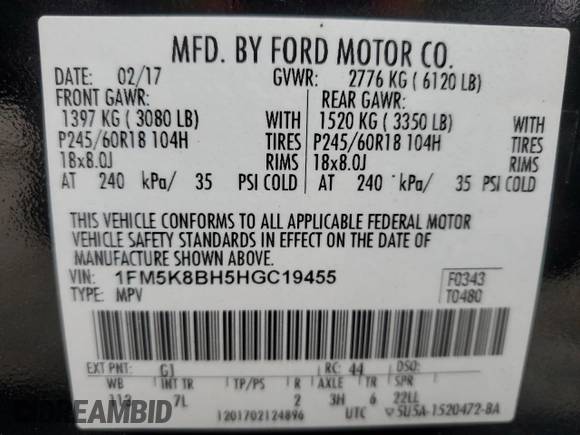 MFD. BY FORD MOTOR CO.
DATE: 02/17 GVWR: 2776 KG ( 6120 LB)
FRONT GAWR: REAR GAWR:
1397 KG ( 3080 LB) WITH 1520 KG ( 3350 LB) WITH
P245/60R18 104H TIRES P245/60R18 104H TIRES
18x8.0J RIMS 18x8.0J RIMS
AT 240 kPa/ 35 PSI COLD AT 240 kPa/ 35 PSI COLD
THIS VEHICLE CONFORMS TO ALL APPLICABLE FEDERAL MOTOR
VEHICLE SAFETY STANDARDS IN EFFECT ON THE DATE OF
MANUFACTURE SHOWN ABOVE.
VIN: 1FM5K8BH5HGC19455 F0343
TYPE: MPV T0480
EXT PNT: G1 RC: 44 DSO:
WB INT TR TP/PS R AXLE TR SPR
113 7L 2 3H 6 22LL
1201702124896 UTC 5U5A-1520472-BA
DREAMBID